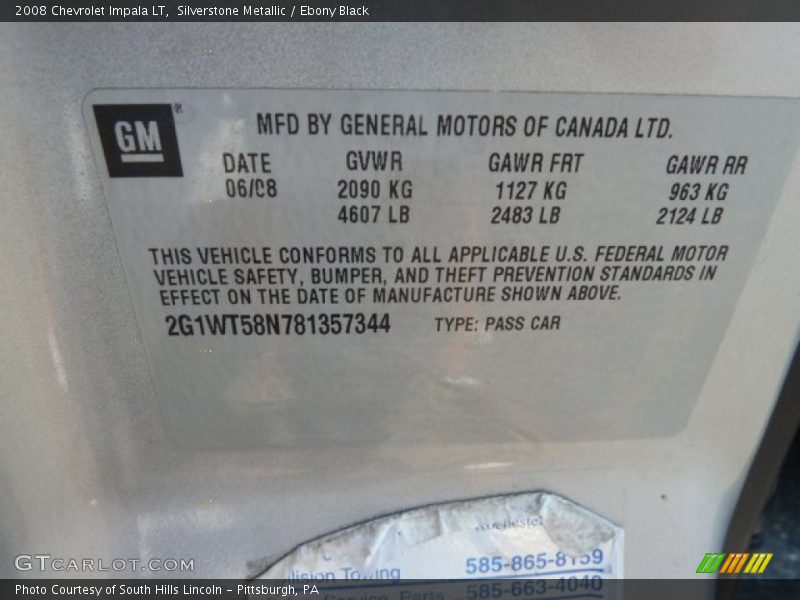 2008 Chevrolet Impala LT,  Silverstone Metallic / Ebony Black
GM
MFD BY GENERAL MOTORS OF CANADA LTD.
DATE GVWR GAWR FRT GAWR RR
06/08 2090 KG 1127 KG 963 KG
4607 LB 2483 LB 2124 LB
THIS VEHICLE CONFORMS TO ALL APPLICABLE U.S. FEDERAL MOTOR
VEHICLE SAFETY, BUMPER, AND THEFT PREVENTION STANDARDS IN
EFFECT ON THE DATE OF MANUFACTURE SHOWN ABOVE.
2G1WT58N781357344 TYPE: PASS CAR
Towing 585-865-8159
Service, Parts 585-663-4040
GTCARLOT.COM
Photo Courtesy of South Hills Lincoln – Pittsburgh, PA